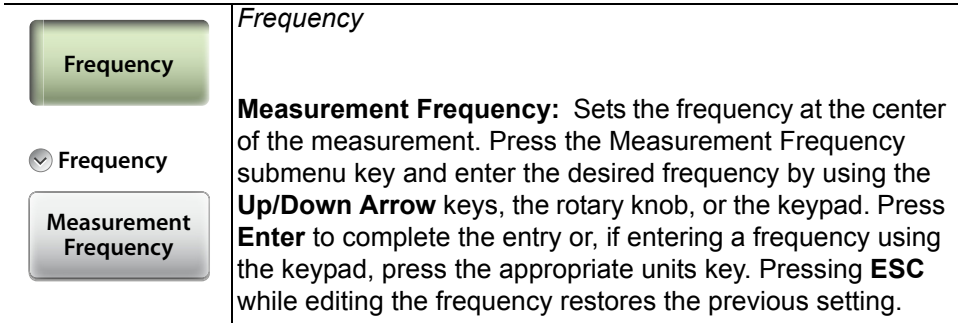 Frequency
Frequency
Measurement
Frequency
Frequency
Measurement Frequency: Sets the frequency at the center
of the measurement. Press the Measurement Frequency
submenu key and enter the desired frequency by using the
Up/Down Arrow keys, the rotary knob, or the keypad. Press
Enter to complete the entry or, if entering a frequency using
the keypad, press the appropriate units key. Pressing ESC
while editing the frequency restores the previous setting.